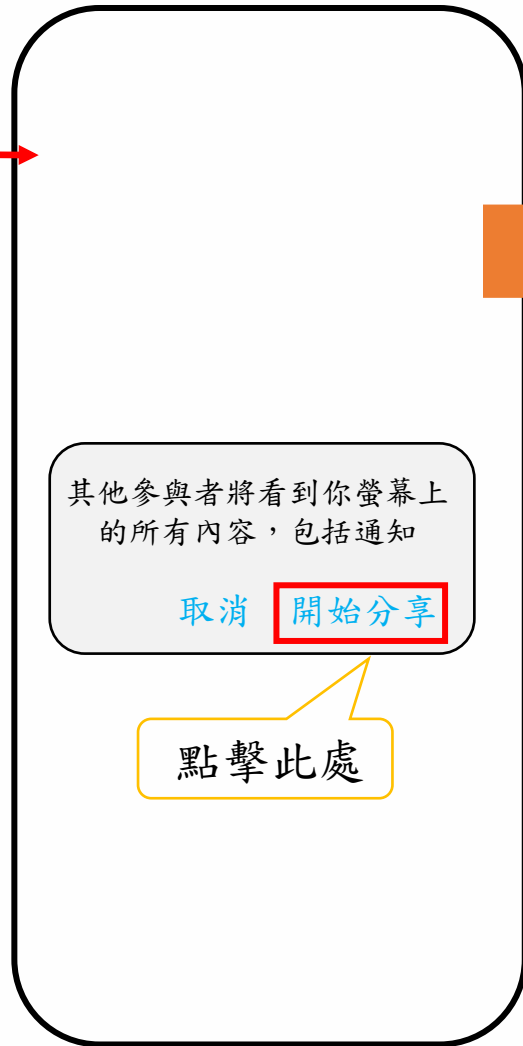 其他參與者將看到你螢幕上
的所有內容，包括通知
取消 開始分享
點擊此處